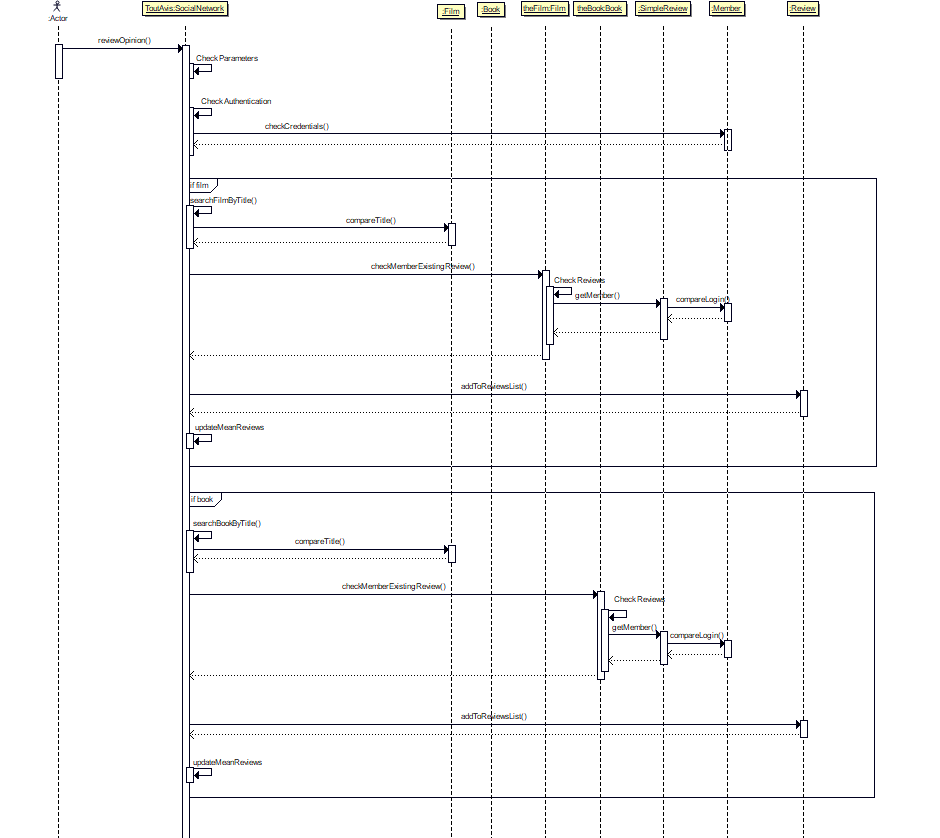 :Actor
ToutAvis:SocialNetwork
:Film
:Book
theFilm:Film
theBook:Book
:SimpleReview
:Member
:Review
reviewOpinion()
Check Parameters
Check Authentication
checkCredentials()
if film
searchFilmByTitle()
compareTitle()
checkMemberExistingReview()
Check Reviews
getMember()
compareLogin()
addToReviewsList()
updateMeanReviews
if book
searchBookByTitle()
compareTitle()
checkMemberExistingReview()
Check Reviews
getMember()
compareLogin()
addToReviewsList()
updateMeanReviews